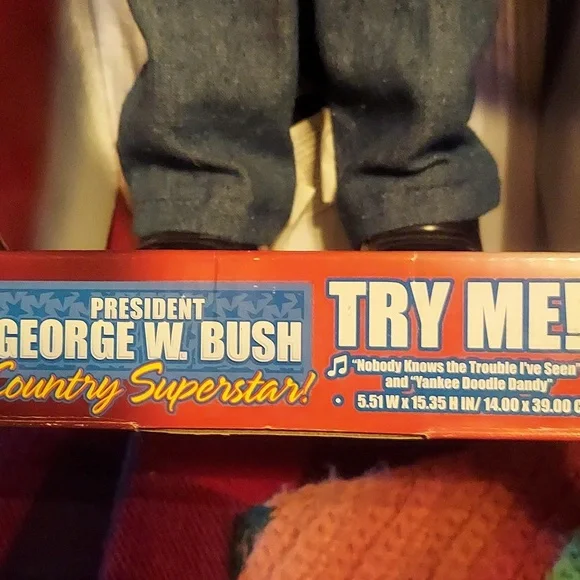 PRESIDENT
GEORGE W. BUSH
Country Superstar!
TRY ME!
"Nobody Knows the Trouble I've Seen"
and "Yankee Doodle Dandy"
• 5.51 W x 15.35 H IN/ 14.00 x 39.00 C